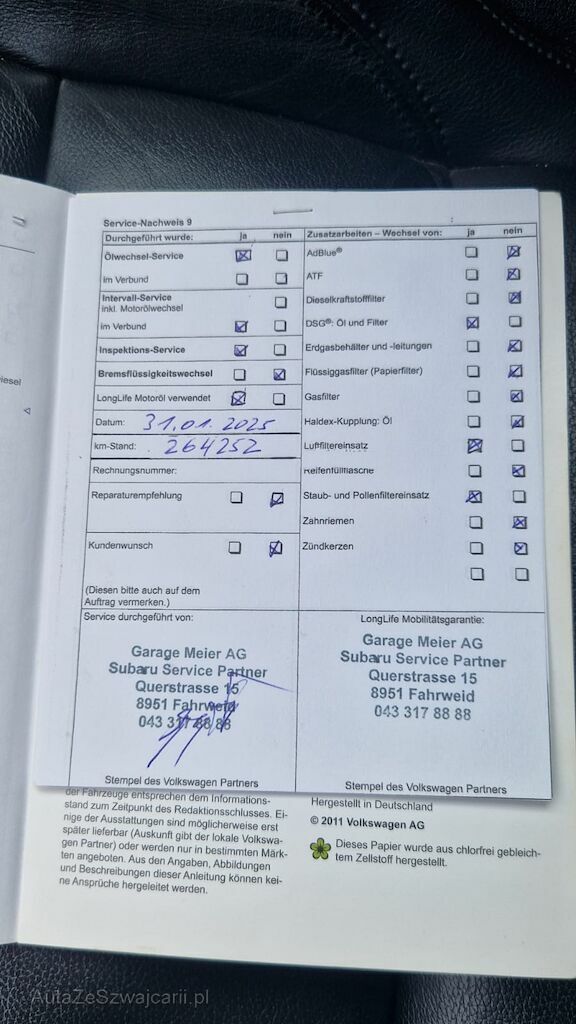 Service-Nachweis 9
Durchgeführt wurde: ja nein
Ölwechsel-Service
im Verbund
Intervall-Service
inkl. Motorölwechsel
im Verbund
Inspektions-Service
Bremsflüssigkeitswechsel
LongLife Motoröl verwendet
Datum: 31.01.2025
km-Stand: 264252
Rechnungsnummer:
Reparaturempfehlung
Kundenwunsch
(Diesen bitte auch auf dem
Auftrag vermerken.)
Zusatzarbeiten – Wechsel von: ja nein
AdBlue®
ATF
Dieselkraftstofffilter
DSG®: Öl und Filter
Erdgasbehälter und -leitungen
Flüssiggasfilter (Papierfilter)
Gasfilter
Haldex-Kupplung: Öl
Luftfiltereinsatz
Reifenfüllflasche
Staub- und Pollenfiltereinsatz
Zahnriemen
Zündkerzen
Service durchgeführt von:
Garage Meier AG
Subaru Service Partner
Querstrasse 15
8951 Fahrweid
043 317 88 88
Stempel des Volkswagen Partners
LongLife Mobilitätsgarantie:
Garage Meier AG
Subaru Service Partner
Querstrasse 15
8951 Fahrweid
043 317 88 88
Stempel des Volkswagen Partners
der Fahrzeuge entsprechen dem Informations-
stand zum Zeitpunkt des Redaktionsschlusses. Ei-
nige der Ausstattungen sind möglicherweise erst
später lieferbar (Auskunft gibt der lokale Volkswa-
gen Partner) oder werden nur in bestimmten Märk-
ten angeboten. Aus den Angaben, Abbildungen
und Beschreibungen dieser Anleitung können kei-
ne Ansprüche hergeleitet werden.
Hergestellt in Deutschland
© 2011 Volkswagen AG
Dieses Papier wurde aus chlorfrei gebleich-
tem Zellstoff hergestellt.
AutaZeSzwajcarii.pl